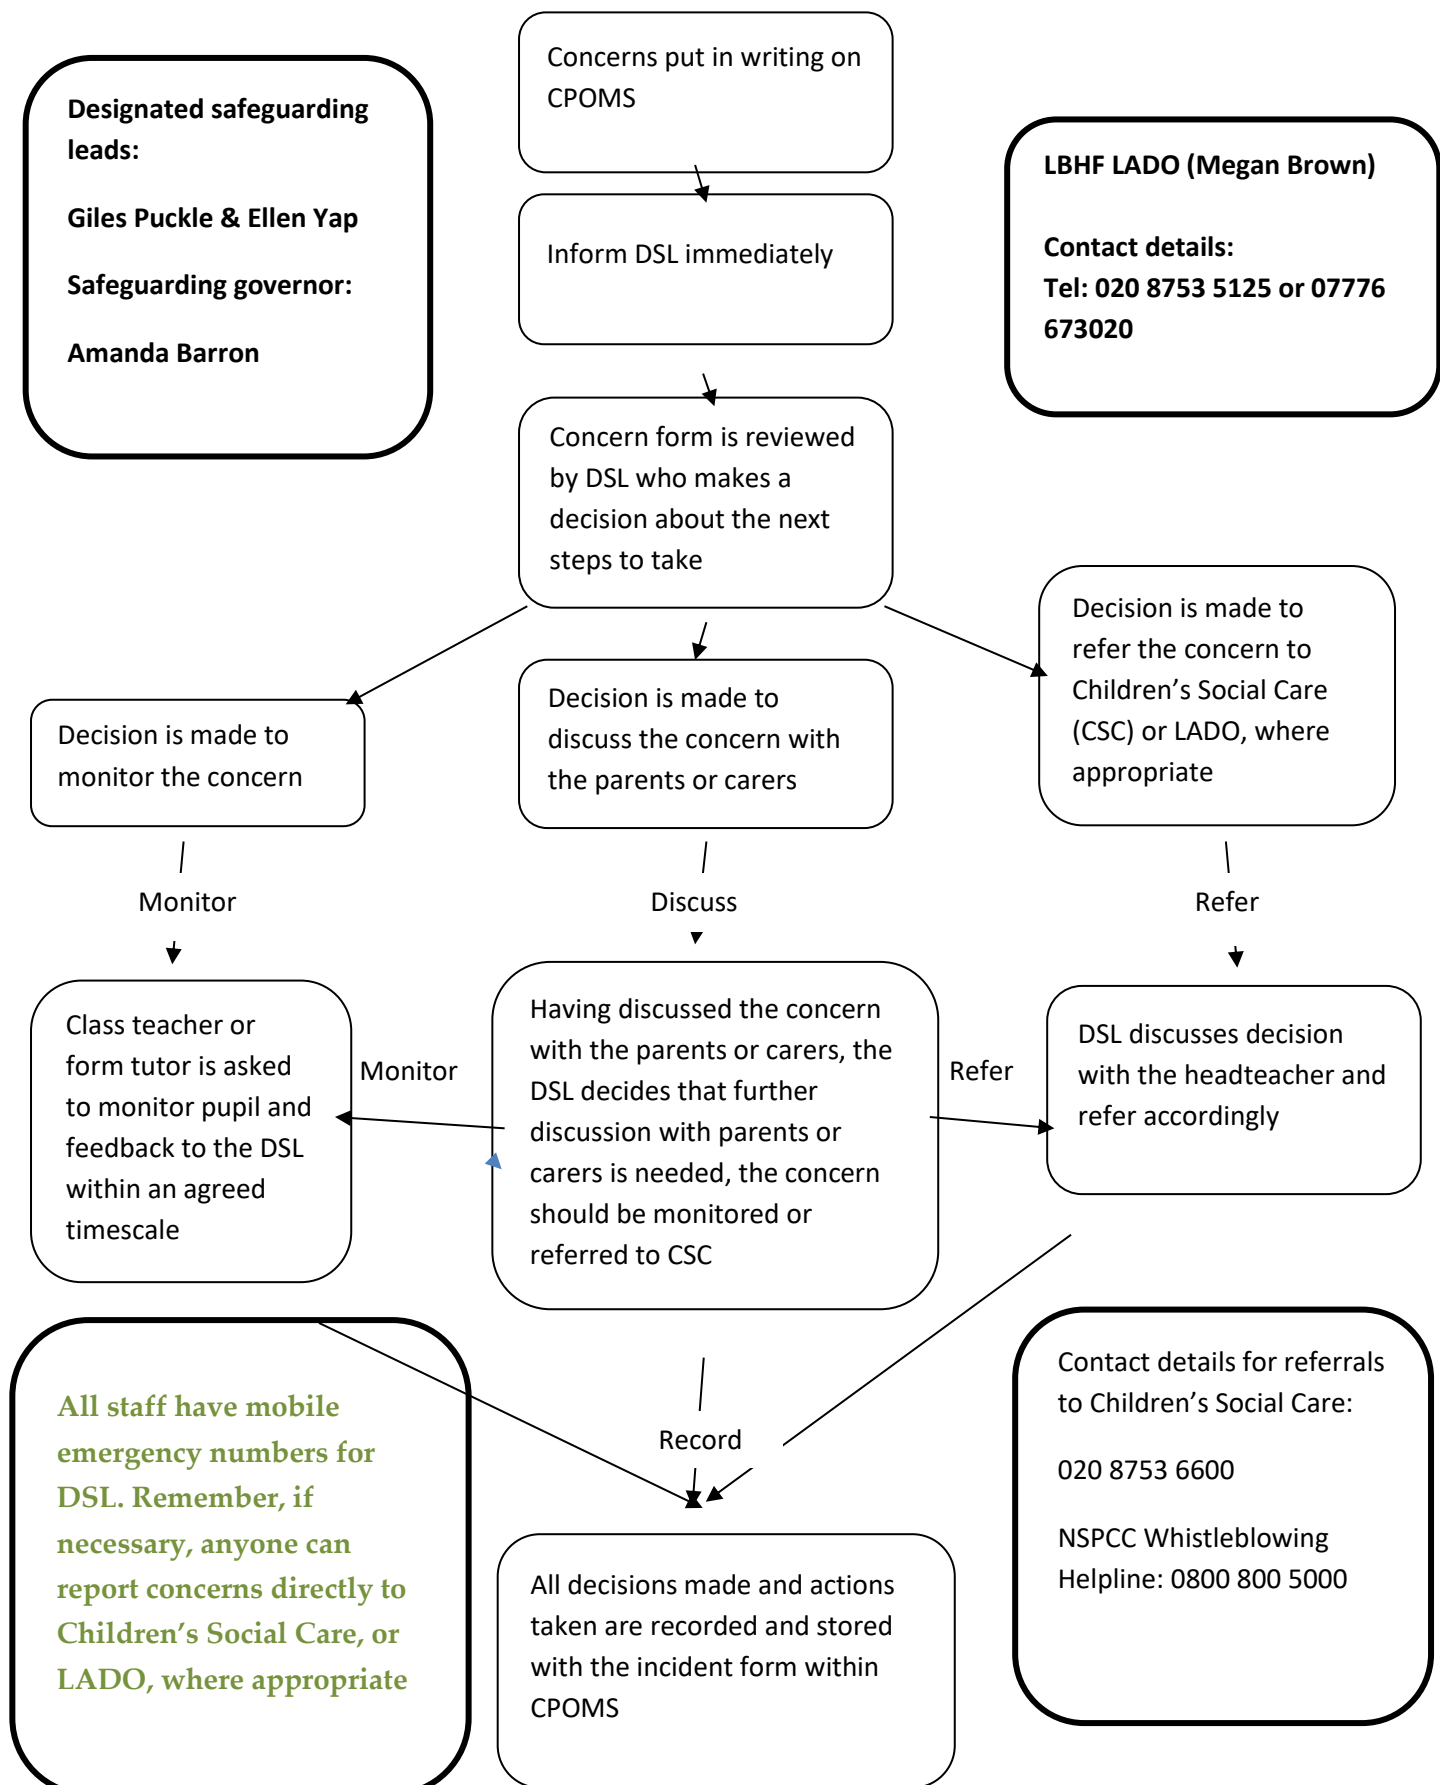 Concerns put in writing on
CPOMS
Designated safeguarding
leads:
Giles Puckle & Ellen Yap
Safeguarding governor:
Amanda Barron
LBHF LADO (Megan Brown)
Contact details:
Tel: 020 8753 5125 or 07776
673020
Inform DSL immediately
Concern form is reviewed
by DSL who makes a
decision about the next
steps to take
Decision is made to
monitor the concern
Decision is made to
discuss the concern with
the parents or carers
Decision is made to
refer the concern to
Children’s Social Care
(CSC) or LADO, where
appropriate
Monitor
Discuss
Refer
Class teacher or
form tutor is asked
to monitor pupil and
feedback to the DSL
within an agreed
timescale
Monitor
Having discussed the concern
with the parents or carers, the
DSL decides that further
discussion with parents or
carers is needed, the concern
should be monitored or
referred to CSC
Refer
DSL discusses decision
with the headteacher and
refer accordingly
All staff have mobile
emergency numbers for
DSL. Remember, if
necessary, anyone can
report concerns directly to
Children’s Social Care, or
LADO, where appropriate
Record
All decisions made and actions
taken are recorded and stored
with the incident form within
CPOMS
Contact details for referrals
to Children’s Social Care:
020 8753 6600
NSPCC Whistleblowing
Helpline: 0800 800 5000